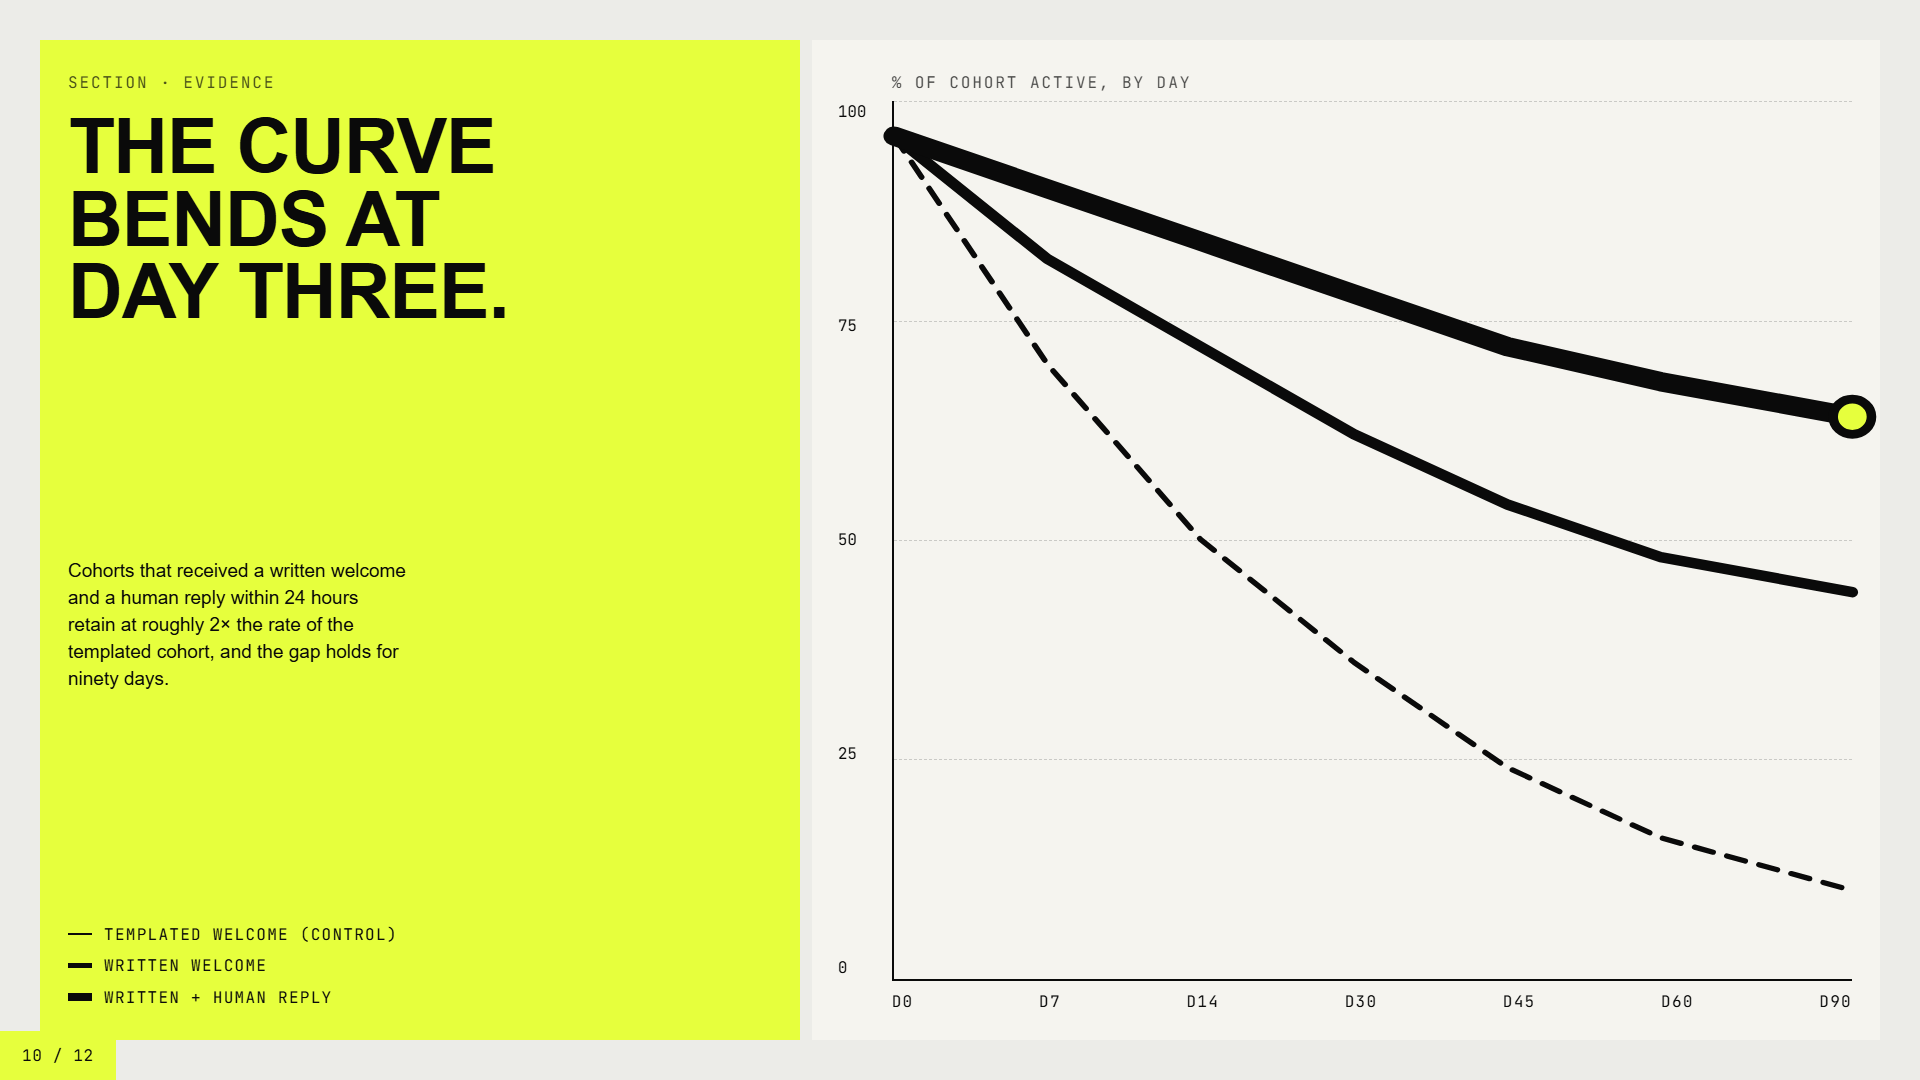 SECTION · EVIDENCE
THE CURVE
BENDS AT
DAY THREE.
Cohorts that received a written welcome
and a human reply within 24 hours
retain at roughly 2× the rate of the
templated cohort, and the gap holds for
ninety days.
TEMPLATED WELCOME (CONTROL)
WRITTEN WELCOME
WRITTEN + HUMAN REPLY
% OF COHORT ACTIVE, BY DAY
100
75
50
25
0
D0 D7 D14 D30 D45 D60 D90
10 / 12